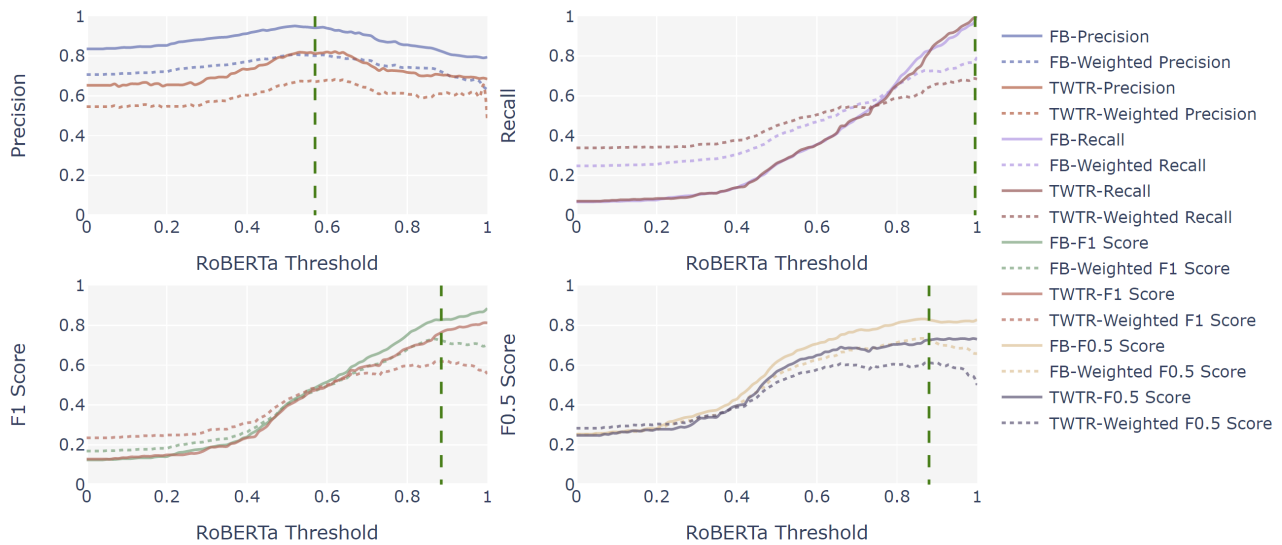 1
0.8
0.6
0.4
0.2
0
0 0.2 0.4 0.6 0.8 1
Precision
RoBERTa Threshold
1
0.8
0.6
0.4
0.2
0
0 0.2 0.4 0.6 0.8 1
Recall
RoBERTa Threshold
1
0.8
0.6
0.4
0.2
0
0 0.2 0.4 0.6 0.8 1
F1 Score
RoBERTa Threshold
1
0.8
0.6
0.4
0.2
0
0 0.2 0.4 0.6 0.8 1
F0.5 Score
RoBERTa Threshold
FB-Precision
FB-Weighted Precision
TWTR-Precision
TWTR-Weighted Precision
FB-Recall
FB-Weighted Recall
TWTR-Recall
TWTR-Weighted Recall
FB-F1 Score
FB-Weighted F1 Score
TWTR-F1 Score
TWTR-Weighted F1 Score
FB-F0.5 Score
FB-Weighted F0.5 Score
TWTR-F0.5 Score
TWTR-Weighted F0.5 Score